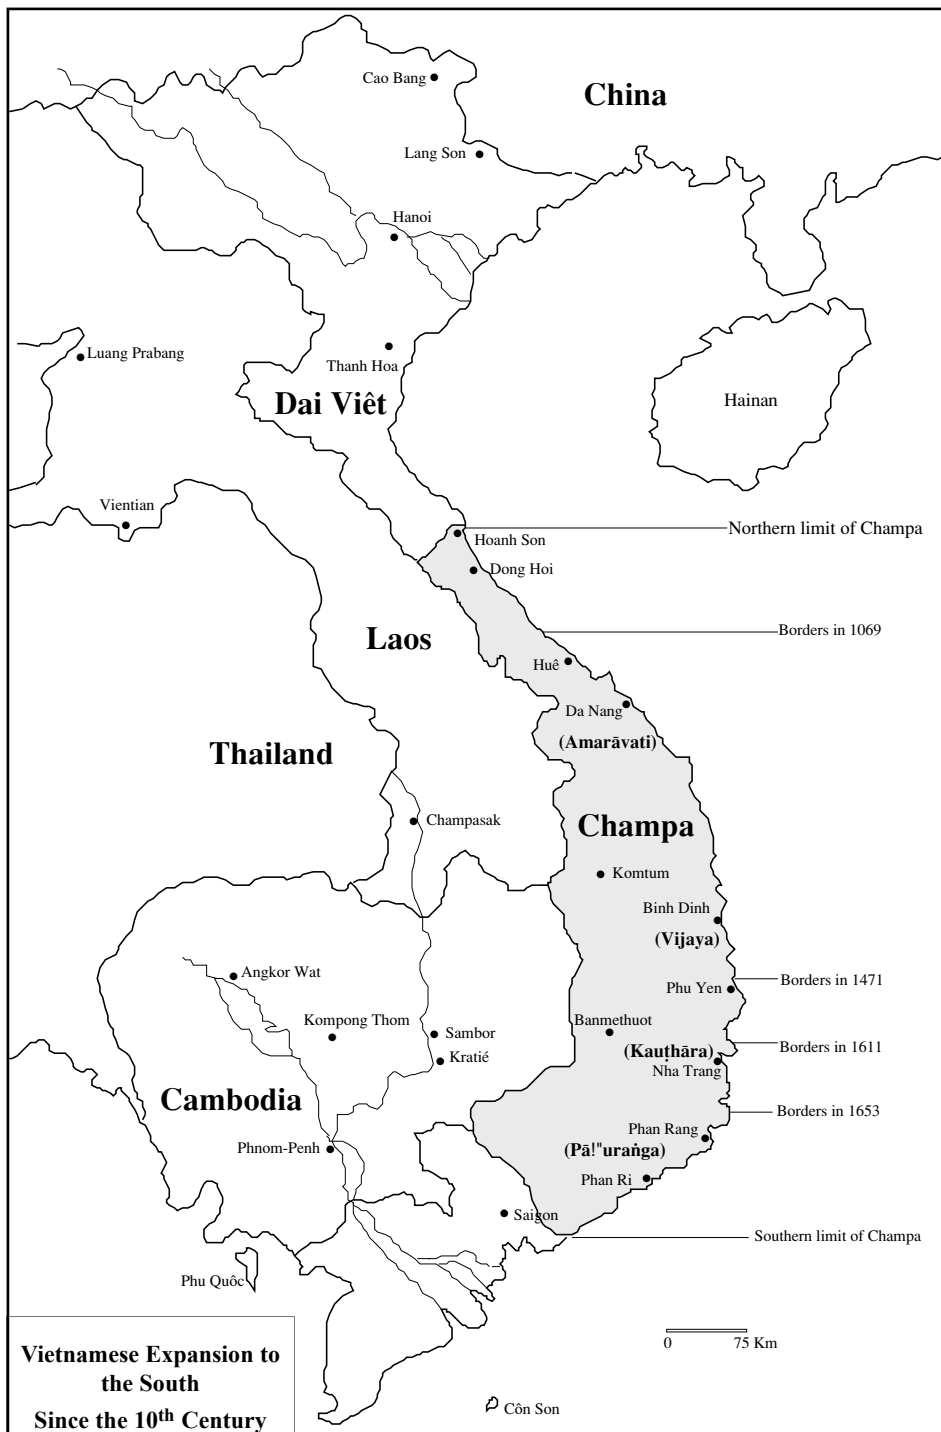 Cao Bang
China
Lang Son
Hanoi
Luang Prabang
Thanh Hoa
Dai Viêt
Hainan
Vientian
Northern limit of Champa
Hoanh Son
Dong Hoi
Borders in 1069
Laos
Huê
Da Nang
(Amarāvati)
Thailand
Champasak
Champa
Komtum
Binh Dinh
(Vijaya)
Angkor Wat
Borders in 1471
Phu Yen
Kompong Thom
Banmethuot
Sambor
(Kauṭhāra)
Borders in 1611
Kratié
Nha Trang
Cambodia
Borders in 1653
Phan Rang
Phnom-Penh
(Pā!"uraṅga)
Phan Ri
Saigon
Southern limit of Champa
Phu Quôc
0 75 Km
Vietnamese Expansion to
the South
Since the 10th Century
Côn Son